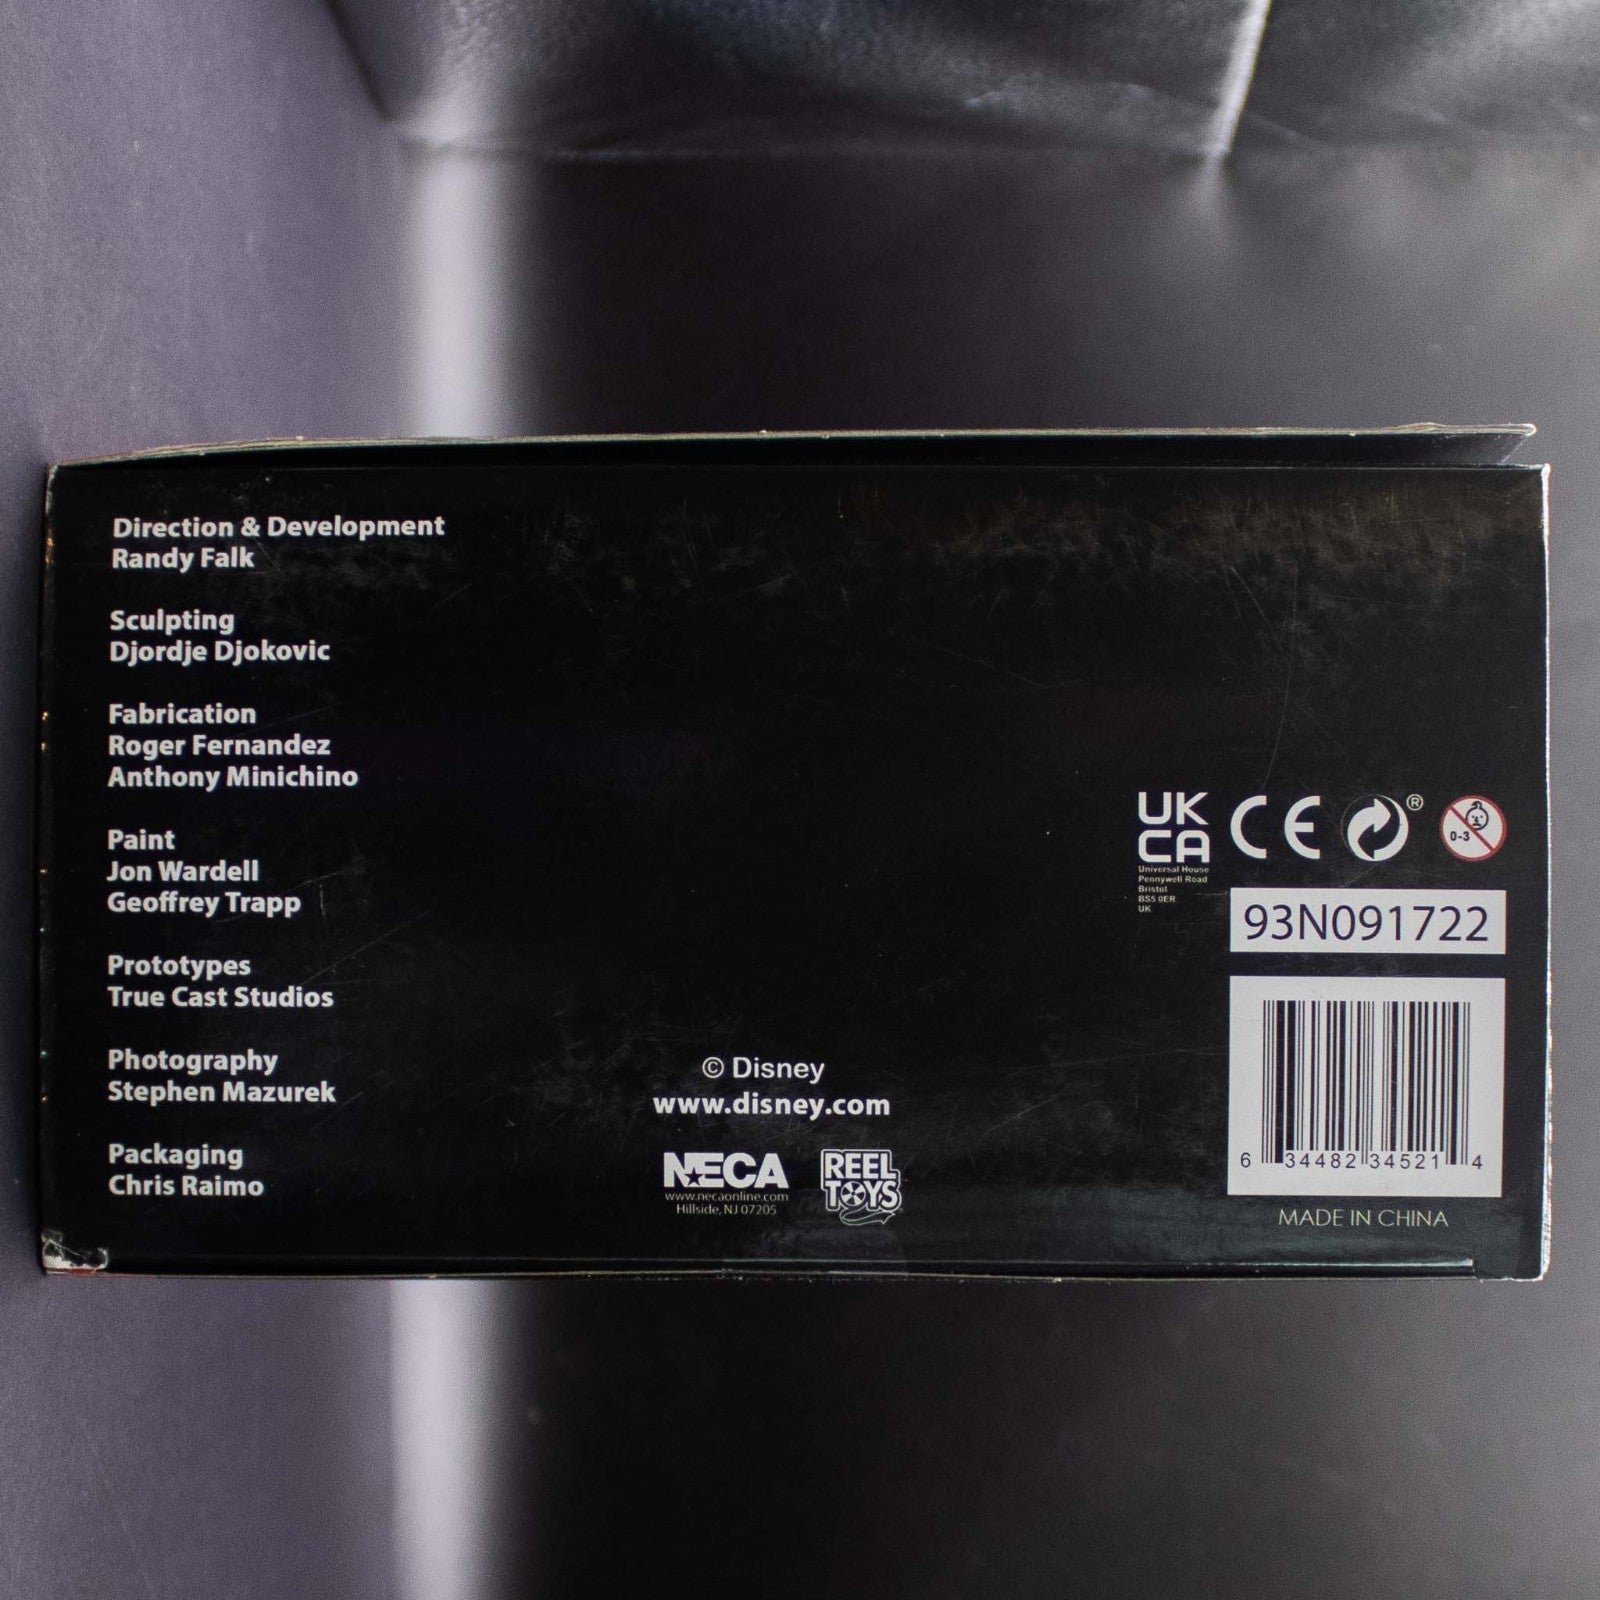 Direction & Development
Randy Falk
Sculpting
Djordje Djokovic
Fabrication
Roger Fernandez
Anthony Minichino
Paint
Jon Wardell
Geoffrey Trapp
Prototypes
True Cast Studios
Photography
Stephen Mazurek
Packaging
Chris Raimo
© Disney
www.disney.com
NECA
www.necaonline.com
Hillside, NJ 07205
REEL
TOYS
UK
CA
Universal House
Pennywell Road
Bristol
BS5 0ER
UK
CE
®
0-3
93N091722
6 34482 34521 4
MADE IN CHINA